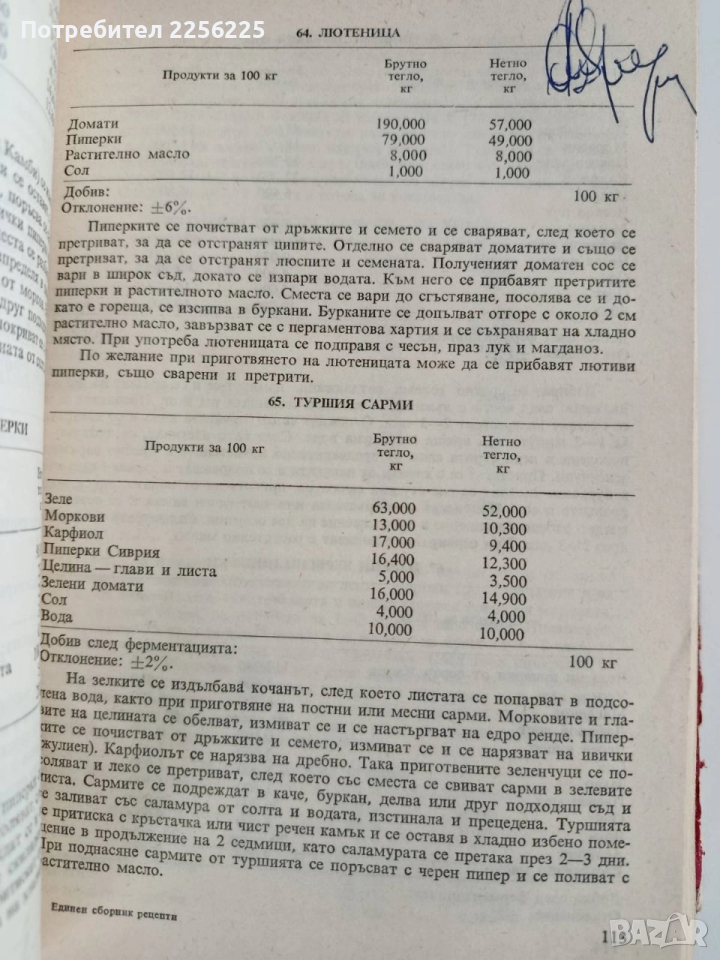 Потребител 2256225
64. ЛЮТЕНИЦА
Продукти за 100 кг
Брутно тегло, кг
Нетно тегло, кг
Домати 190,000 57,000
Пиперки 79,000 49,000
Растително масло 8,000 8,000
Сол 1,000 1,000
Добив: 100 кг
Отклонение: ±6%.
Пиперките се почистват от дръжките и семето и се сваряват, след което се
претриват, за да се отстранят ципите. Отделно се сваряват доматите и също се
претриват, за да се отстранят люспите и семената. Полученият доматен сос се
вари в широк съд, докато се изпари водата. Към него се прибавят претритите
пиперки и растителното масло. Сместа се вари до сгъстяване, посолява се и до-
като е гореща, се изсипва в буркани. Бурканите се допълват отгоре с около 2 см
растително масло, завързват се с пергаментова хартия и се съхраняват на хладно
място. При употреба лютеницата се подправя с чесън, праз лук и магданоз.
По желание при приготвянето на лютеницата може да се прибавят лютиви
пиперки, също сварени и претрити.
65. ТУРШИЯ САРМИ
Продукти за 100 кг
Брутно тегло, кг
Нетно тегло, кг
Зеле 63,000 52,000
Моркови 13,000 10,300
Карфиол 17,000 9,400
Пиперки Сиврия 16,400 12,300
Целина — глави и листа 5,000 3,500
Зелени домати 16,000 14,900
Сол 4,000 4,000
Вода 10,000 10,000
Добив след ферментацията: 100 кг
Отклонение: ±2%.
На зелките се издълбава кочанът, след което листата се попарват в подсо-
лена вода, както при приготвяне на постни или месни сарми. Морковите и гла-
вите на целината се обелват, измиват се и се настъргват на едро ренде. Пипер-
ките се почистват от дръжките и семето, измиват се и се нарязват на ивички
(жулиен). Карфиолът се нарязва на дребно. Така приготвените зеленчуци се по-
соляват и леко се претриват, след което със сместа се свиват сарми в зелевите
листа. Сармите се подреждат в каче, буркан, делва или друг подходящ съд и
се заливат със саламура от солта и водата, изстинала и прецедена. Туршията
се притиска с кръстачка или чист речен камък и се оставя в хладно избено поме-
щение в продължение на 2 седмици, като саламурата се претака през 2—3 дни.
При поднасяне сармите от туршията се поръсват с черен пипер и се поливат с
растително масло.
Единен сборник рецепти
113
BAZAR.bg